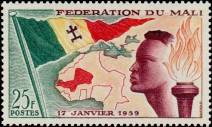 FEDERATION DU MALI
25F
POSTES
17 JANVIER 1959